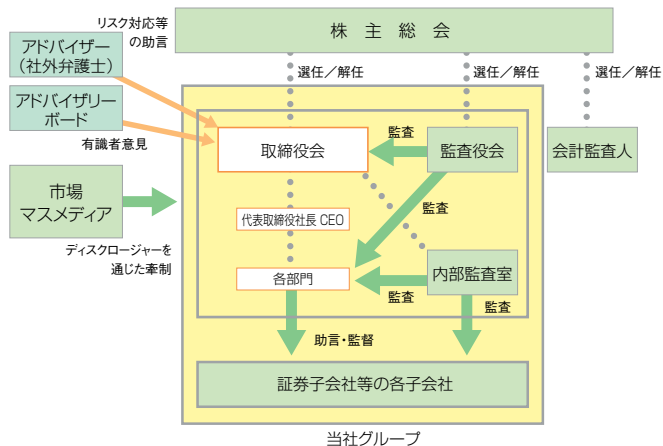 リスク対応等
の助言
株主総会
アドバイザー
(社外弁護士)
選任／解任
選任／解任
選任／解任
アドバイザリー
ボード
有識者意見
取締役会
監査
監査役会
会計監査人
市場
マスメディア
代表取締役社長 CEO
監査
ディスクロージャーを
通じた牽制
各部門
監査
内部監査室
監査
助言・監督
証券子会社等の各子会社
当社グループ